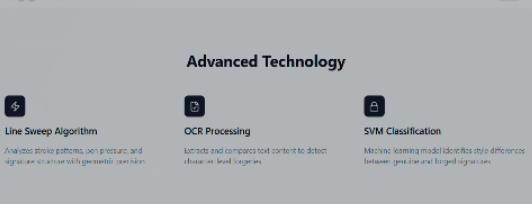 Advanced Technology
Line Sweep Algorithm
Analyzes stroke patterns, pen pressure, and
signature structure with geometric precision
OCR Processing
Extracts and compares text content to detect
character-level forgeries
SVM Classification
Machine learning model identifies style differences
between genuine and forged signatures